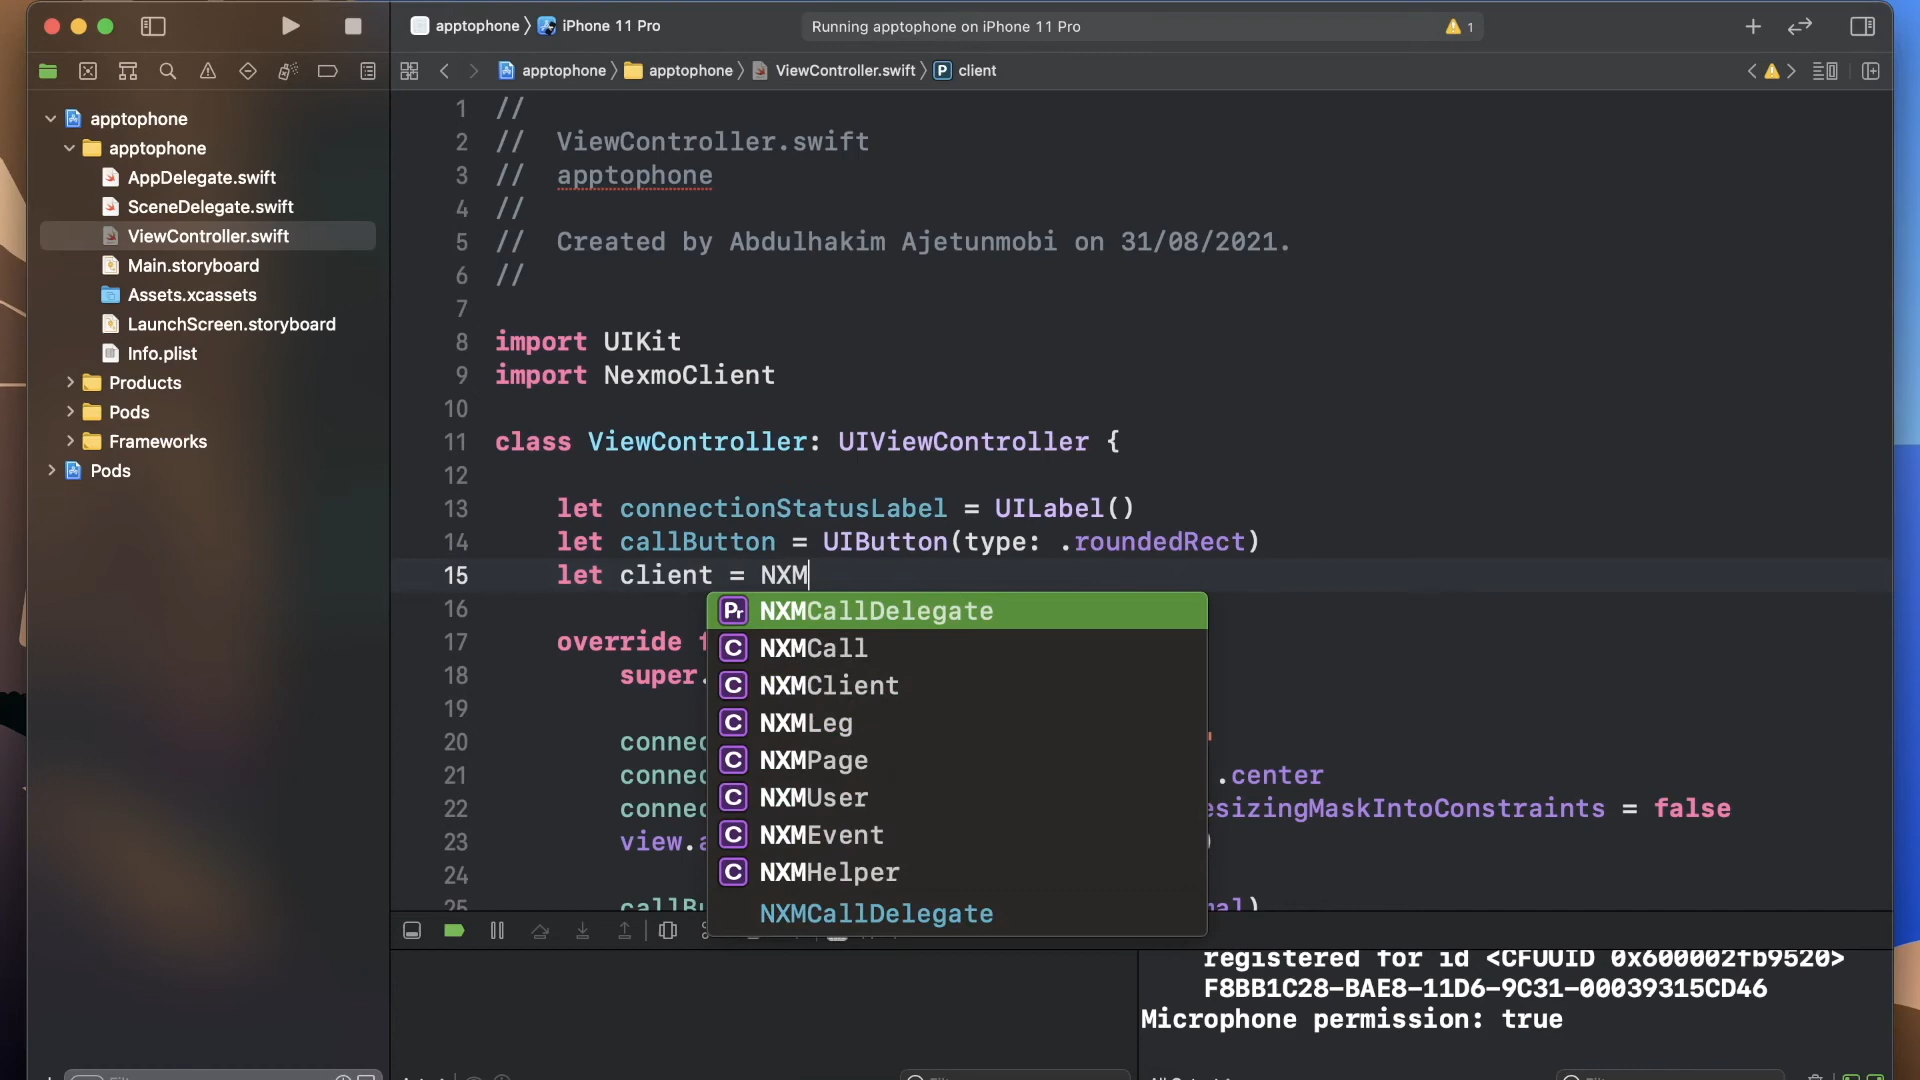 apptophone 〉 iPhone 11 Pro
Running apptophone on iPhone 11 Pro
1
apptophone 〉 apptophone 〉 ViewController.swift 〉 P client
apptophone
apptophone
AppDelegate.swift
SceneDelegate.swift
ViewController.swift
Main.storyboard
Assets.xcassets
LaunchScreen.storyboard
Info.plist
Products
Pods
Frameworks
Pods
1 //
2 // ViewController.swift
3 // apptophone
4 //
5 // Created by Abdulhakim Ajetunmobi on 31/08/2021.
6 //
7
8 import UIKit
9 import NexmoClient
10
11 class ViewController: UIViewController {
12
13 let connectionStatusLabel = UILabel()
14 let callButton = UIButton(type: .roundedRect)
15 let client = NXM
16
17 override f
18 super.
19
20 connec "
21 connec .center
22 connec esizingMaskIntoConstraints = false
23 view.a )
24
25 callBu mal)
Pr NXMCallDelegate
C NXMCall
C NXMClient
C NXMLeg
C NXMPage
C NXMUser
C NXMEvent
C NXMHelper
NXMCallDelegate
registered for id <CFUUID 0x600002fb9520>
F8BB1C28-BAE8-11D6-9C31-00039315CD46
Microphone permission: true